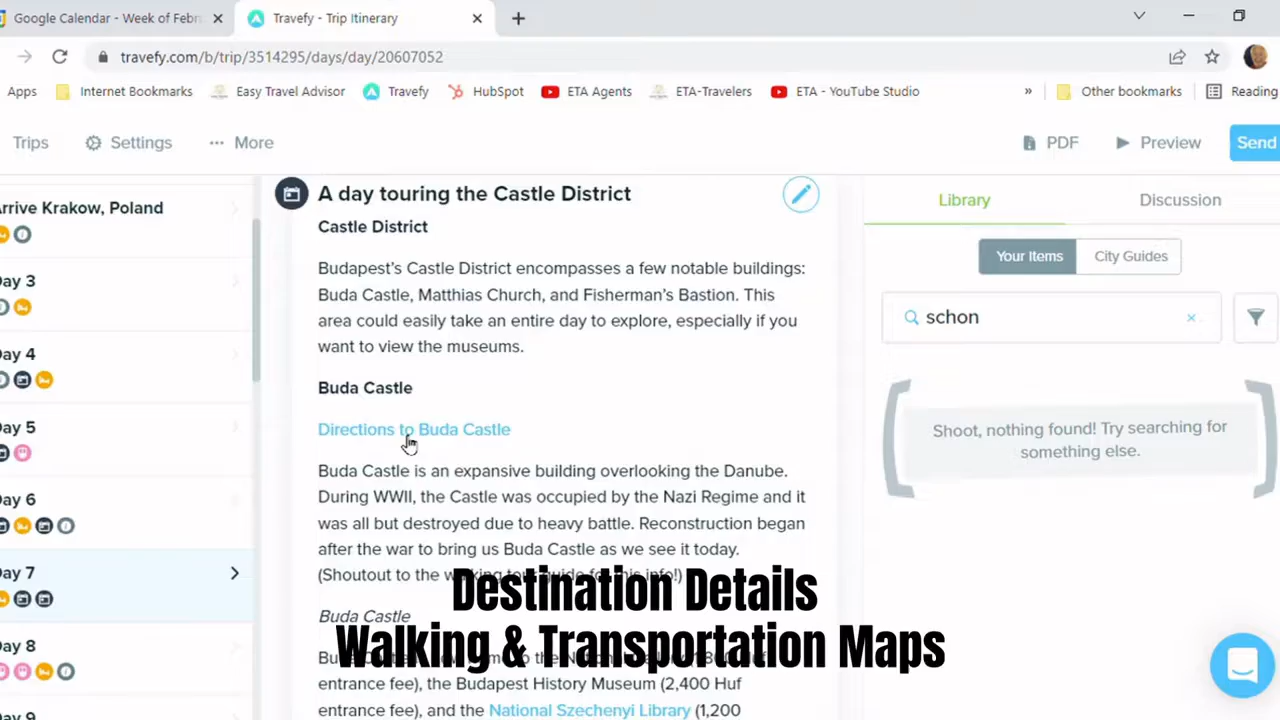 Google Calendar - Week of Febr
Travefy - Trip Itinerary
travefy.com/b/trip/3514295/days/day/20607052
Apps Internet Bookmarks Easy Travel Advisor Travefy HubSpot ETA Agents ETA-Travelers ETA - YouTube Studio » Other bookmarks Reading
Trips Settings ··· More PDF Preview Send
Arrive Krakow, Poland
Day 3
Day 4
Day 5
Day 6
Day 7
Day 8
Day 9
A day touring the Castle District
Castle District
Budapest's Castle District encompasses a few notable buildings:
Buda Castle, Matthias Church, and Fisherman's Bastion. This
area could easily take an entire day to explore, especially if you
want to view the museums.
Buda Castle
Directions to Buda Castle
Buda Castle is an expansive building overlooking the Danube.
During WWII, the Castle was occupied by the Nazi Regime and it
was all but destroyed due to heavy battle. Reconstruction began
after the war to bring us Buda Castle as we see it today.
(Shoutout to the walking tour guide for this info!)
Buda Castle
entrance fee), the Budapest History Museum (2,400 Huf
entrance fee), and the National Szechenyi Library (1,200
Library Discussion
Your Items City Guides
schon
Shoot, nothing found! Try searching for
something else.
Destination Details
Walking & Transportation Maps